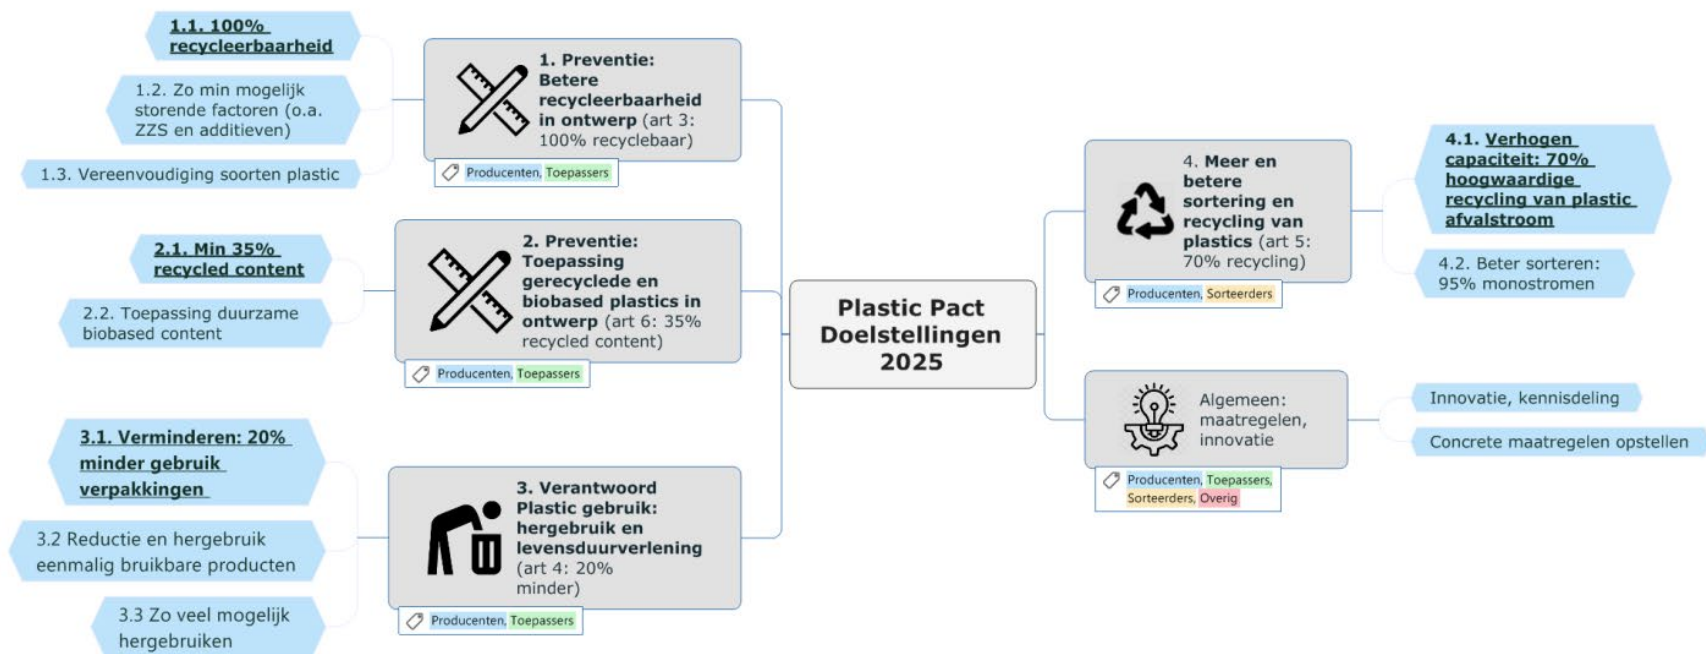 1.1. 100%
recycleerbaarheid
1.2. Zo min mogelijk
storende factoren (o.a.
ZZS en additieven)
1.3. Vereenvoudiging soorten plastic
1. Preventie:
Betere
recycleerbaarheid
in ontwerp (art 3:
100% recyclebaar)
Producenten, Toepassers
2.1. Min 35%
recycled content
2.2. Toepassing duurzame
biobased content
2. Preventie:
Toepassing
gerecyclede en
biobased plastics in
ontwerp (art 6: 35%
recycled content)
Producenten, Toepassers
3.1. Verminderen: 20%
minder gebruik
verpakkingen
3.2 Reductie en hergebruik
eenmalig bruikbare producten
3.3 Zo veel mogelijk
hergebruiken
3. Verantwoord
Plastic gebruik:
hergebruik en
levensduurverlening
(art 4: 20%
minder)
Producenten, Toepassers
Plastic Pact
Doelstellingen
2025
4. Meer en
betere
sortering en
recycling van
plastics (art 5:
70% recycling)
Producenten, Sorteerders
4.1. Verhogen
capaciteit: 70%
hoogwaardige
recycling van plastic
afvalstroom
4.2. Beter sorteren:
95% monostromen
Algemeen:
maatregelen,
innovatie
Producenten, Toepassers,
Sorteerders, Overig
Innovatie, kennisdeling
Concrete maatregelen opstellen